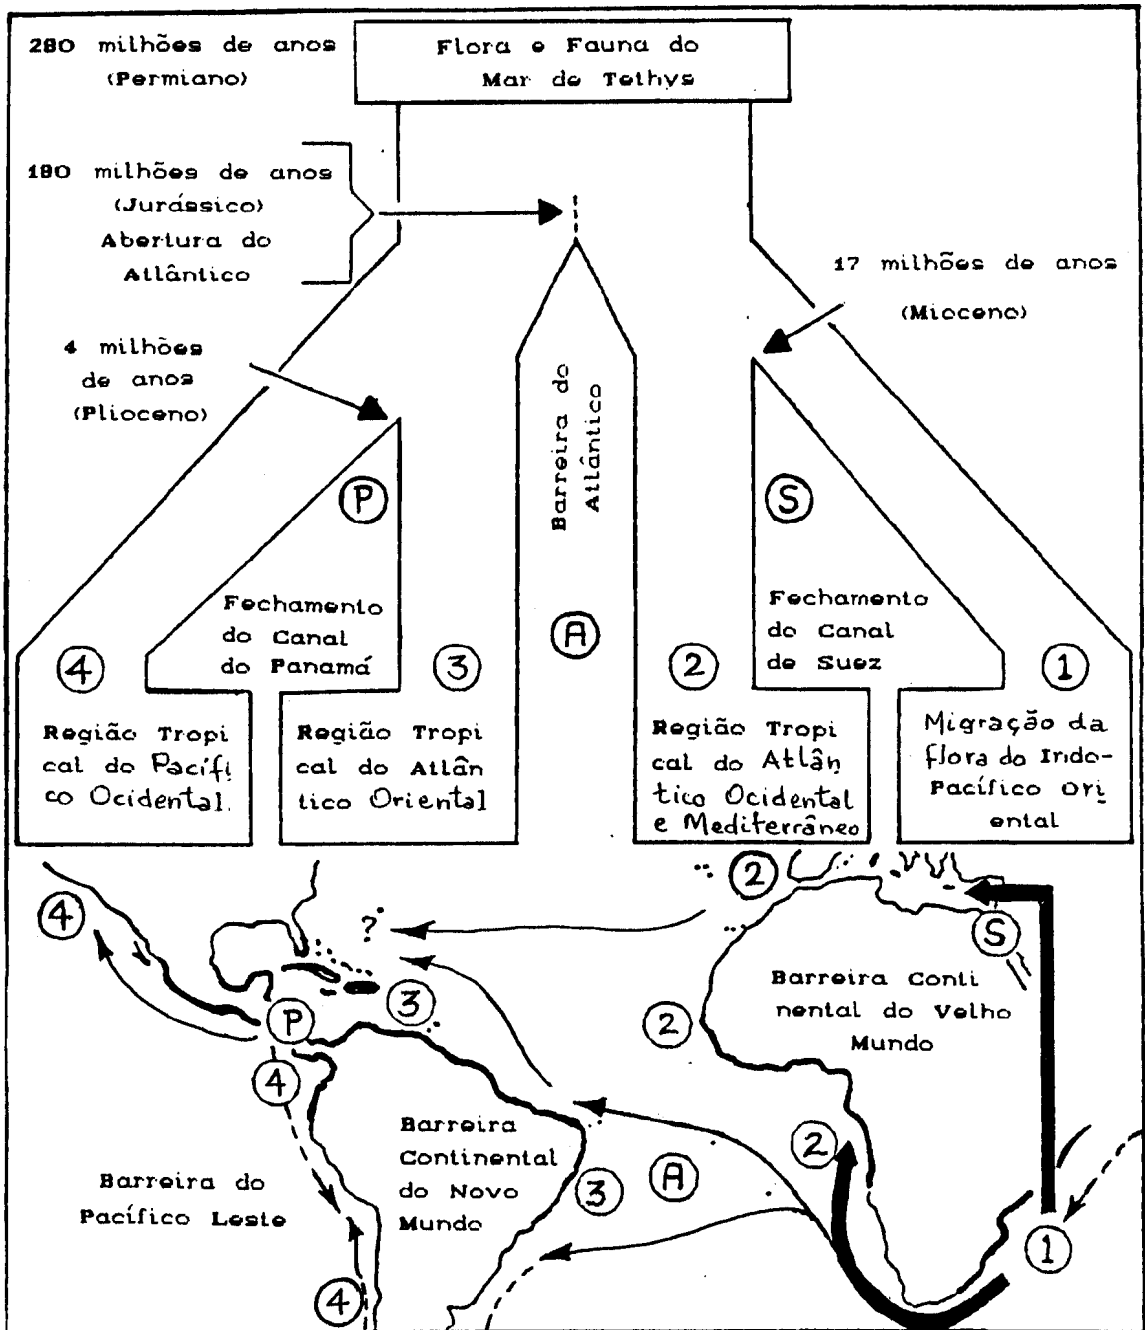 280 milhões de anos
(Permiano)
Flora e Fauna do
Mar de Tethys
180 milhões de anos
(Jurássico)
Abertura do
Atlântico
17 milhões de anos
(Mioceno)
4 milhões
de anos
(Plioceno)
Barreira do
Atlântico
P
S
A
Fechamento
do Canal
do Panamá
Fechamento
do Canal
de Suez
4
3
2
1
Região Tropi
cal do Pacífi
co Ocidental.
Região Tropi
cal do Atlân
tico Oriental
Região Tropi
cal do Atlân
tico Ocidental
e Mediterrâneo
Migração da
flora do Indo-
Pacífico Ori
ental
2
4
?
S
3
P
2
Barreira Conti
nental do Velho
Mundo
4
Barreira
Continental
do Novo
Mundo
2
A
3
Barreira do
Pacífico Leste
1
4